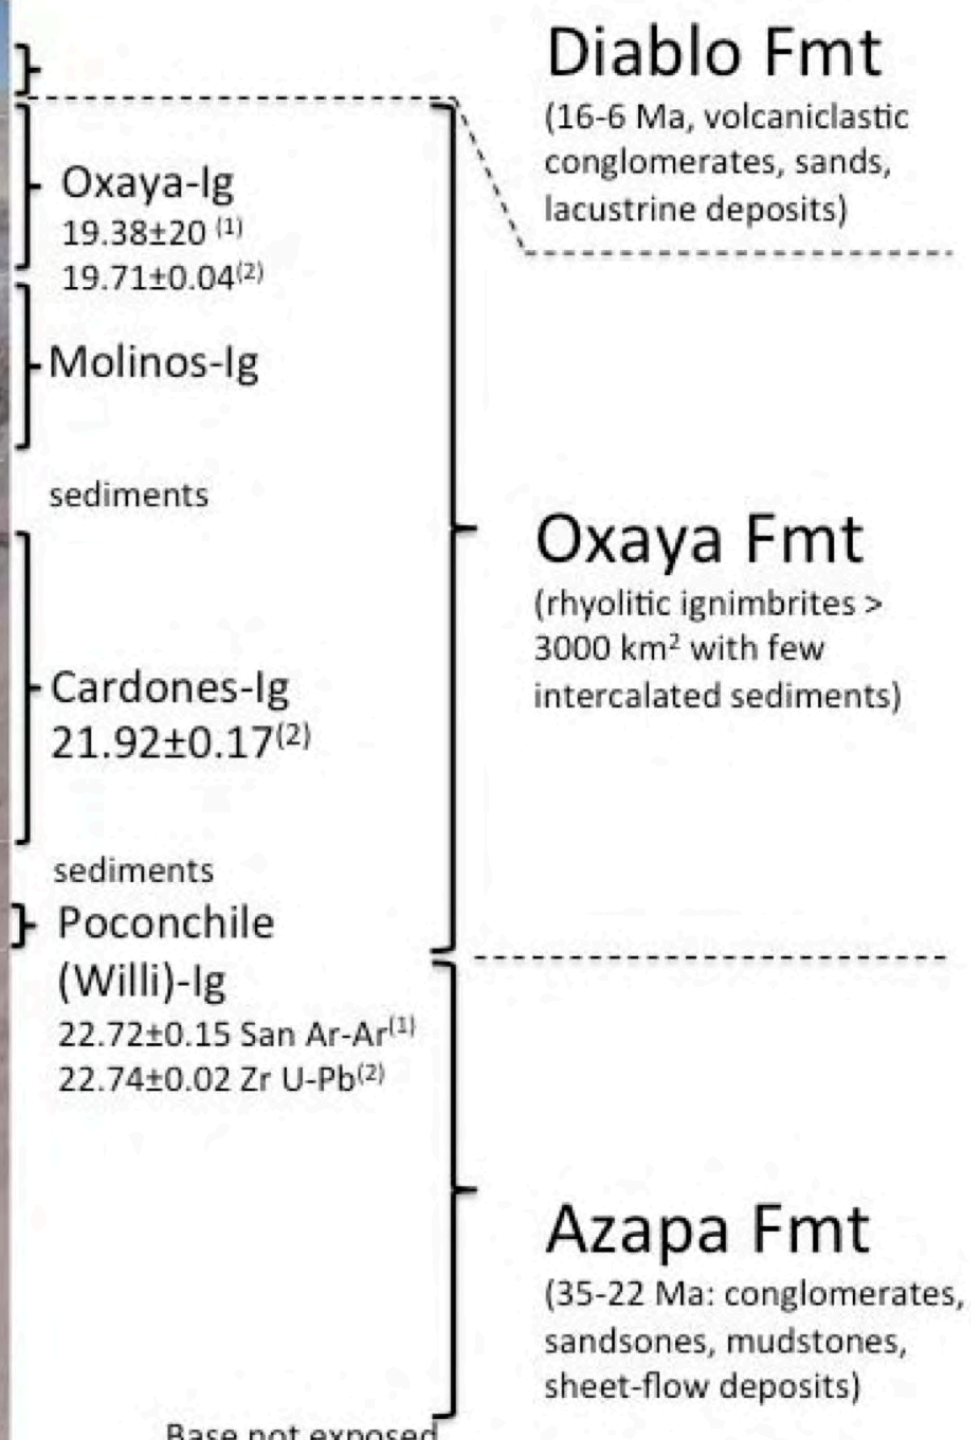 Diablo Fmt
(16-6 Ma, volcaniclastic
conglomerates, sands,
lacustrine deposits)
Oxaya-Ig
19.38±20 (1)
19.71±0.04(2)
Molinos-Ig
sediments
Oxaya Fmt
(rhyolitic ignimbrites >
3000 km² with few
intercalated sediments)
Cardones-Ig
21.92±0.17(2)
sediments
Poconchile
(Willi)-Ig
22.72±0.15 San Ar-Ar(1)
22.74±0.02 Zr U-Pb(2)
Azapa Fmt
(35-22 Ma: conglomerates,
sandsones, mudstones,
sheet-flow deposits)
Base not exposed